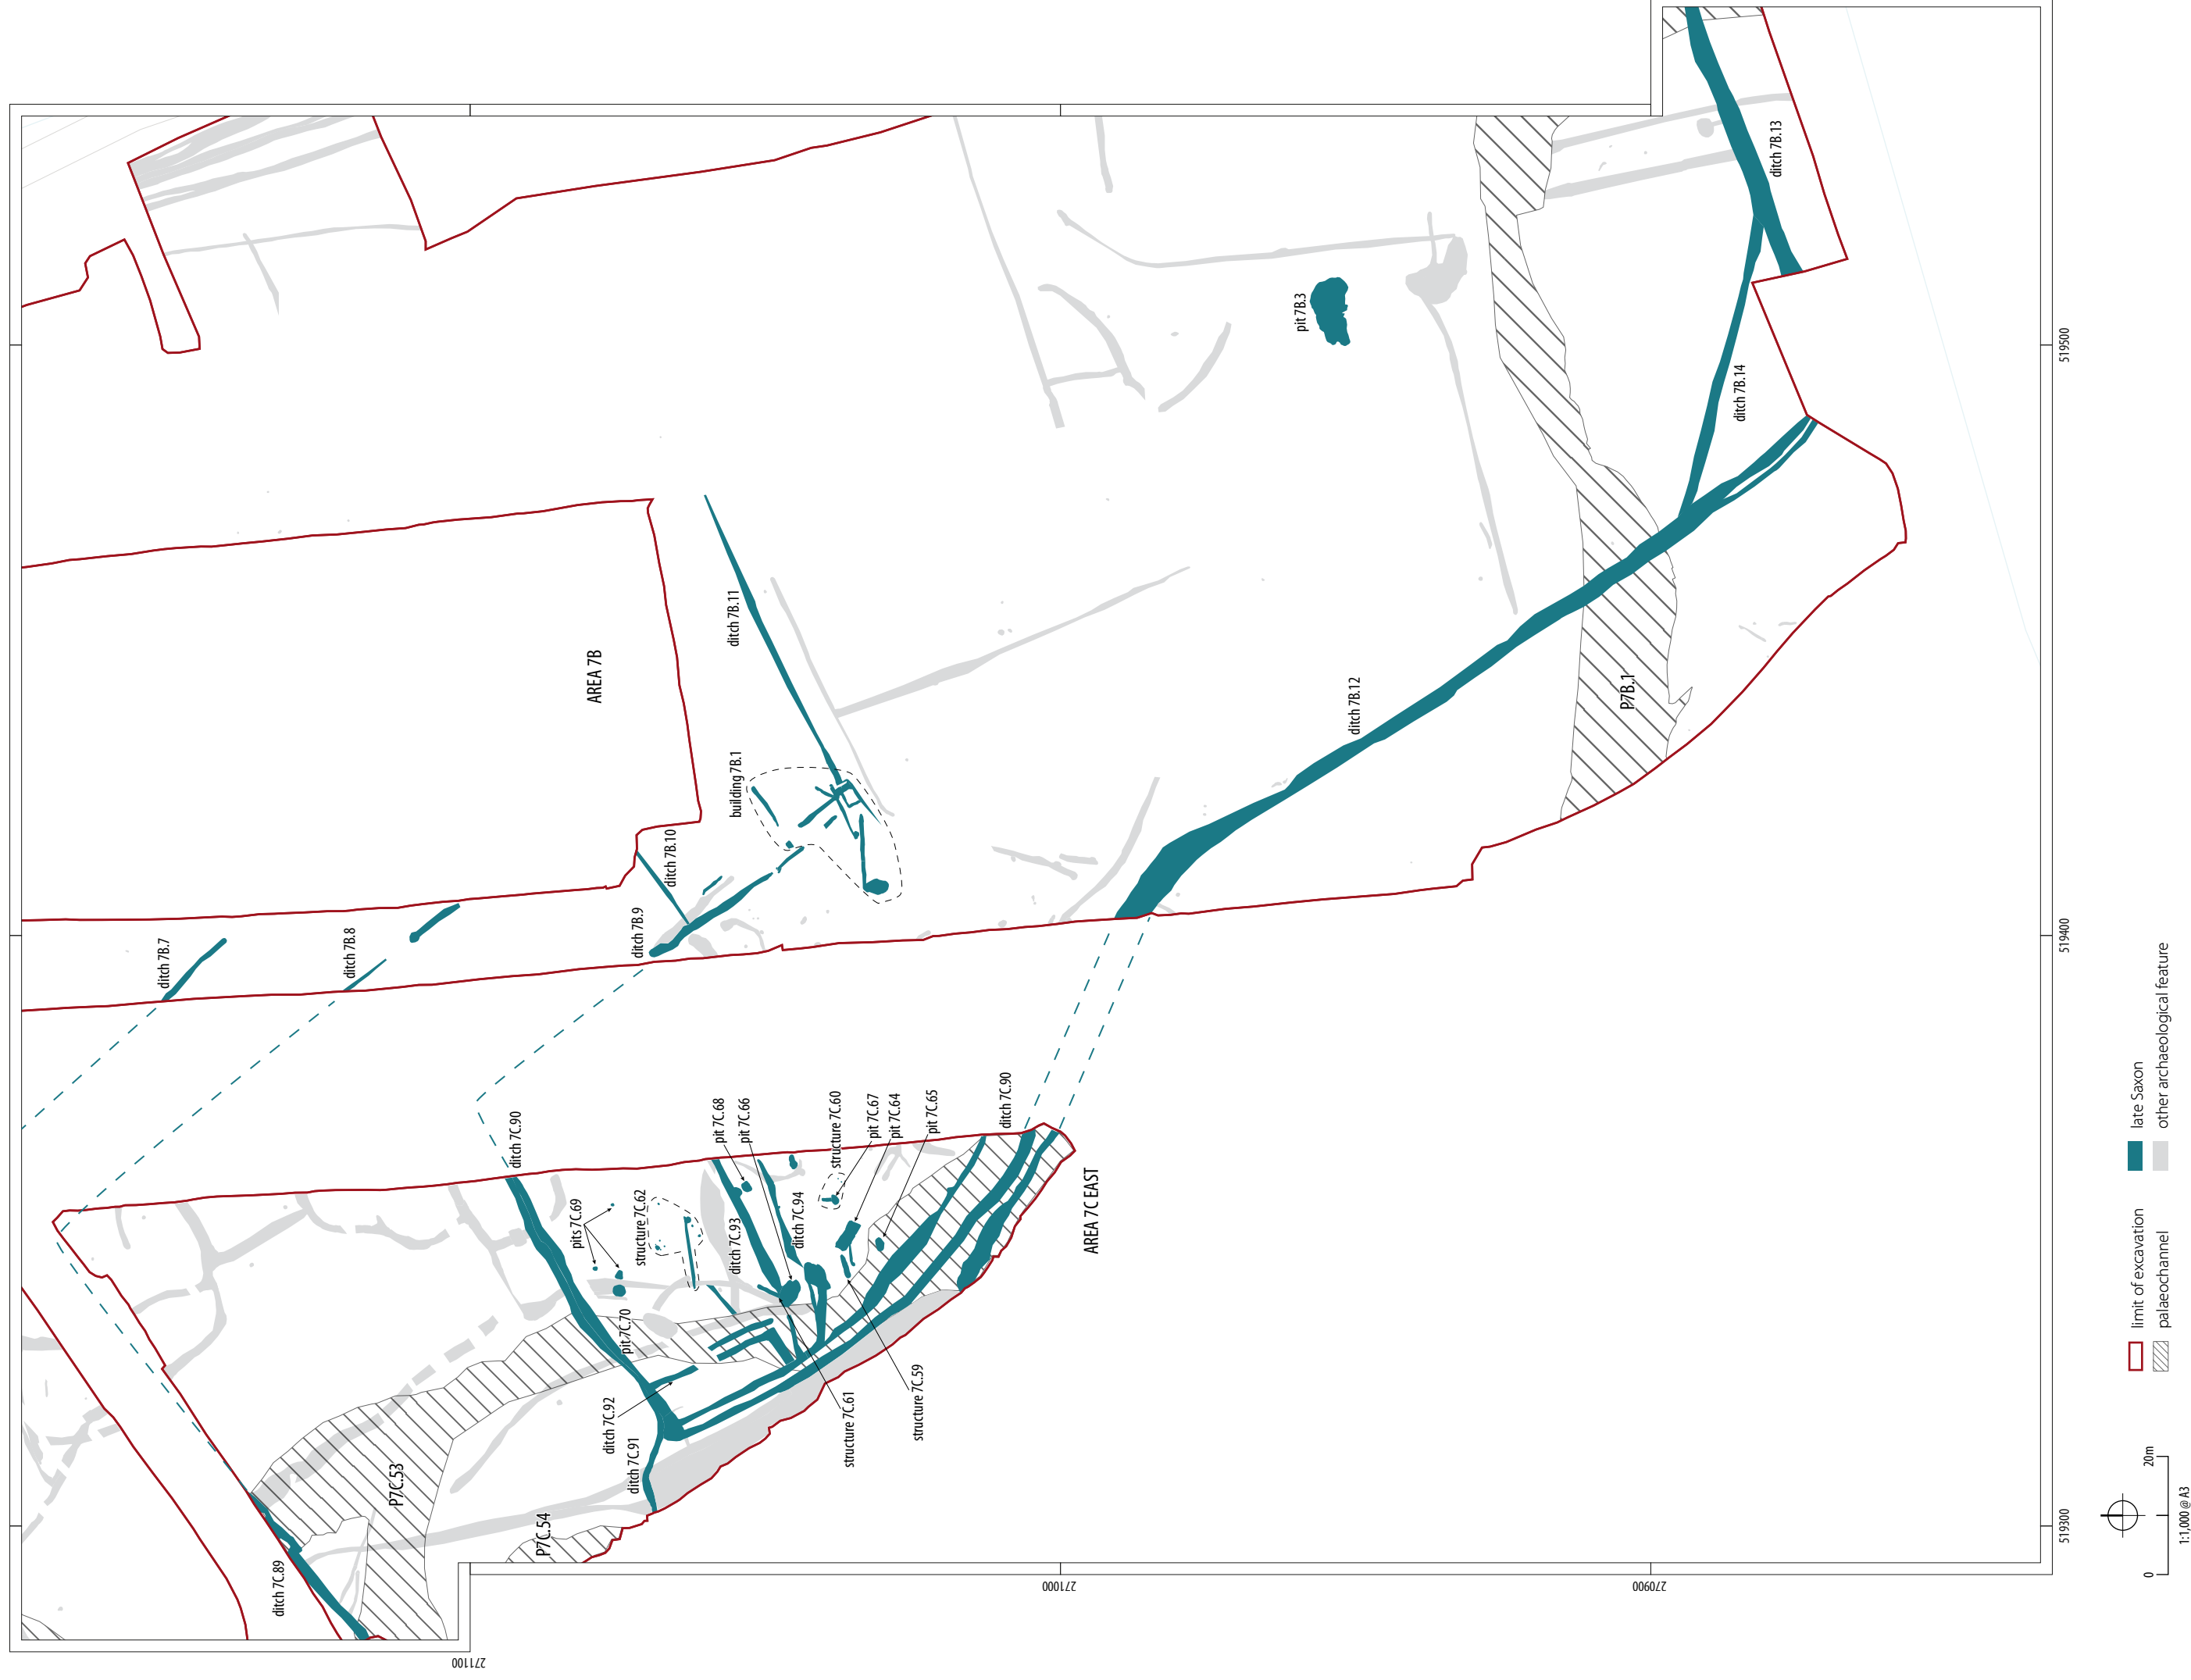 ditch 7B.7
ditch 7B.8
ditch 7B.9
ditch 7B.10
AREA 7B
ditch 7B.11
building 7B.1
pit 7B.3
ditch 7B.12
ditch 7B.13
ditch 7B.14
P7B.1
ditch 7C.89
P7C.53
P7C.54
ditch 7C.90
pits 7C.69
structure 7C.62
pit 7C.70
ditch 7C.92
ditch 7C.91
pit 7C.68
pit 7C.66
ditch 7C.93
ditch 7C.94
structure 7C.60
pit 7C.67
pit 7C.64
pit 7C.65
ditch 7C.90
structure 7C.61
structure 7C.59
AREA 7C EAST
271100
271000
270900
519300
519400
519500
0
20m
1:1,000 @ A3
limit of excavation
palaeochannel
late Saxon
other archaeological feature